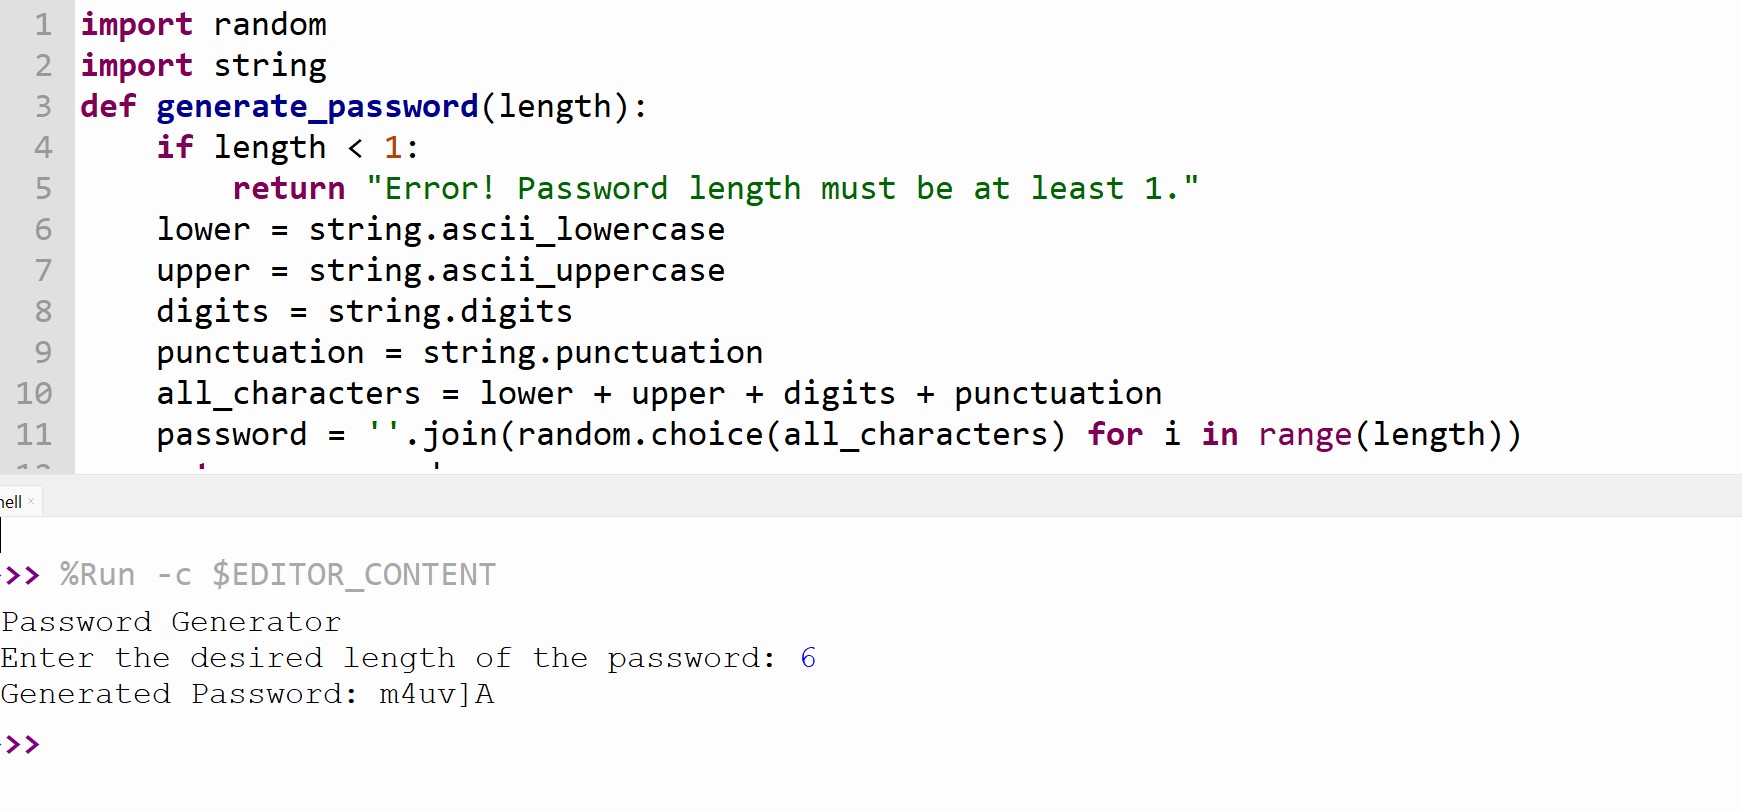 1 import random
2 import string
3 def generate_password(length):
4     if length < 1:
5         return "Error! Password length must be at least 1."
6     lower = string.ascii_lowercase
7     upper = string.ascii_uppercase
8     digits = string.digits
9     punctuation = string.punctuation
10     all_characters = lower + upper + digits + punctuation
11     password = ''.join(random.choice(all_characters) for i in range(length))
ell ×
>> %Run -c $EDITOR_CONTENT
Password Generator
Enter the desired length of the password: 6
Generated Password: m4uv]A
>>